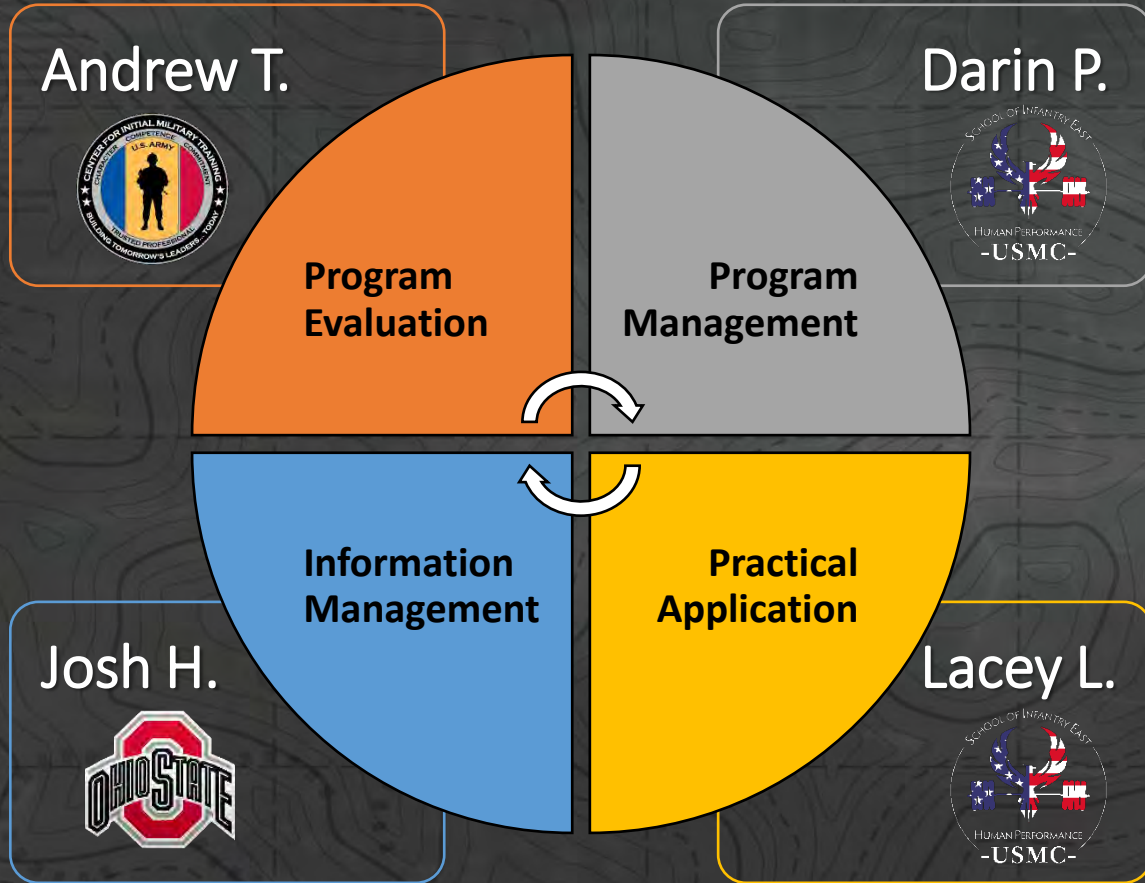 Andrew T.
CENTER FOR INITIAL MILITARY TRAINING
COMPETENCE
CHARACTER
COMMITMENT
U.S. ARMY
TRUSTED PROFESSIONAL
BUILDING TOMORROW'S LEADERS...TODAY
Program
Evaluation
Darin P.
SCHOOL OF INFANTRY EAST
HUMAN PERFORMANCE
-USMC-
Program
Management
Information
Management
Josh H.
OHIO STATE
Practical
Application
Lacey L.
SCHOOL OF INFANTRY EAST
HUMAN PERFORMANCE
-USMC-